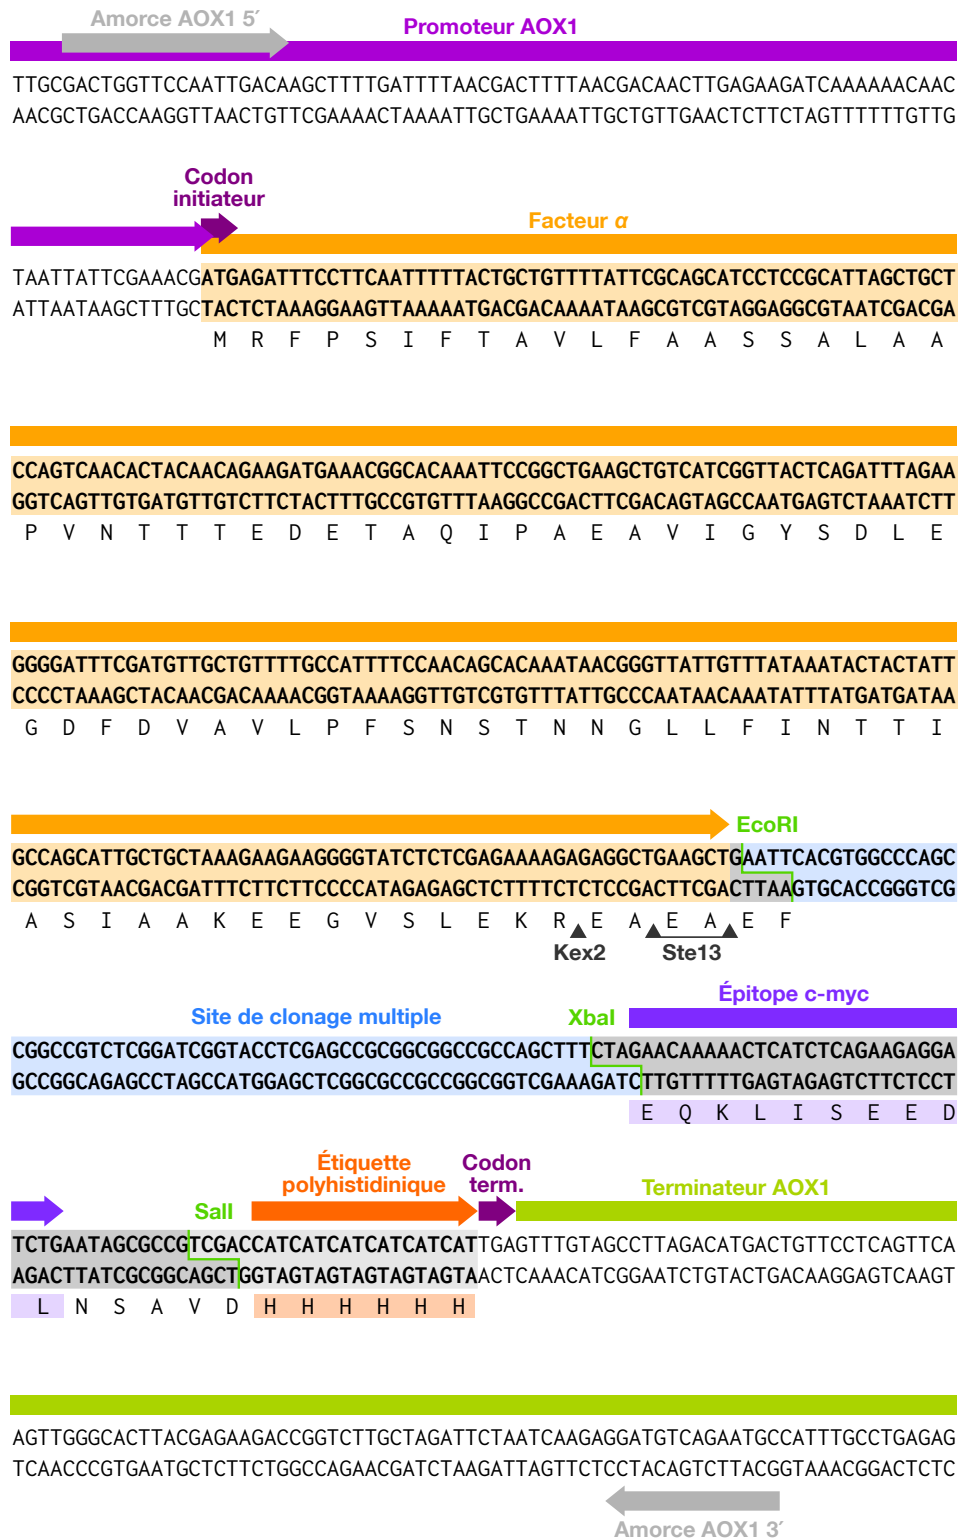 Amorce AOX1 5′
Promoteur AOX1
TTGCGACTGGTTCCAATTGACAAGCTTTTGATTTTAACGACTTTTAACGACAACTTGAGAAGATCAAAAAACAAC
AACGCTGACCAAGGTTAACTGTTCGAAAACTAAAATTGCTGAAAATTGCTGTTGAACTCTTCTAGTTTTTTGTTG
Codon
initiateur
Facteur α
TAATTATTCGAAACGATGAGATTTCCTTCAATTTTTACTGCTGTTTTATTCGCAGCATCCTCCGCATTAGCTGCT
ATTAATAAGCTTTGCTACTCTAAAGGAAGTTAAAAATGACGACAAAATAAGCGTCGTAGGAGGCGTAATCGACGA
M R F P S I F T A V L F A A S S A L A A
CCAGTCAACACTACAACAGAAGATGAAACGGCACAAATTCCGGCTGAAGCTGTCATCGGTTACTCAGATTTAGAA
GGTCAGTTGTGATGTTGTCTTCTACTTTGCCGTGTTTAAGGCCGACTTCGACAGTAGCCAATGAGTCTAAATCTT
P V N T T T E D E T A Q I P A E A V I G Y S D L E
GGGGATTTCGATGTTGCTGTTTTGCCATTTTCCAACAGCACAAATAACGGGTTATTGTTTATAAATACTACTATT
CCCCTAAAGCTACAACGACAAAACGGTAAAAGGTTGTCGTGTTTATTGCCCAATAACAAATATTTATGATGATAA
G D F D V A V L P F S N S T N N G L L F I N T T I
EcoRI
GCCAGCATTGCTGCTAAAGAAGAAGGGGTATCTCTCGAGAAAAGAGAGGCTGAAGCTGAATTCACGTGGCCCAGC
CGGTCGTAACGACGATTTCTTCTTCCCCATAGAGAGCTCTTTTCTCTCCGACTTCGACTTAAGTGCACCGGGTCG
A S I A A K E E G V S L E K R E A E A E F
Kex2 Ste13
Épitope c-myc
Site de clonage multiple
XbaI
CGGCCGTCTCGGATCGGTACCTCGAGCCGCGGCGGCCGCCAGCTTTCTAGAACAAAAACTCATCTCAGAAGAGGA
GCCGGCAGAGCCTAGCCATGGAGCTCGGCGCCGCCGGCGGTCGAAAGATCTTGTTTTTGAGTAGAGTCTTCTCCT
E Q K L I S E E D
Étiquette
polyhistidinique
Codon
term.
SalI
Terminateur AOX1
TCTGAATAGCGCCGTCGACCATCATCATCATCATCATTGAGTTTGTAGCCTTAGACATGACTGTTCCTCAGTTCA
AGACTTATCGCGGCAGCTGGTAGTAGTAGTAGTAGTAACTCAAACATCGGAATCTGTACTGACAAGGAGTCAAGT
L N S A V D H H H H H H
AGTTGGGCACTTACGAGAAGACCGGTCTTGCTAGATTCTAATCAAGAGGATGTCAGAATGCCATTTGCCTGAGAG
TCAACCCGTGAATGCTCTTCTGGCCAGAACGATCTAAGATTAGTTCTCCTACAGTCTTACGGTAAACGGACTCTC
Amorce AOX1 3′